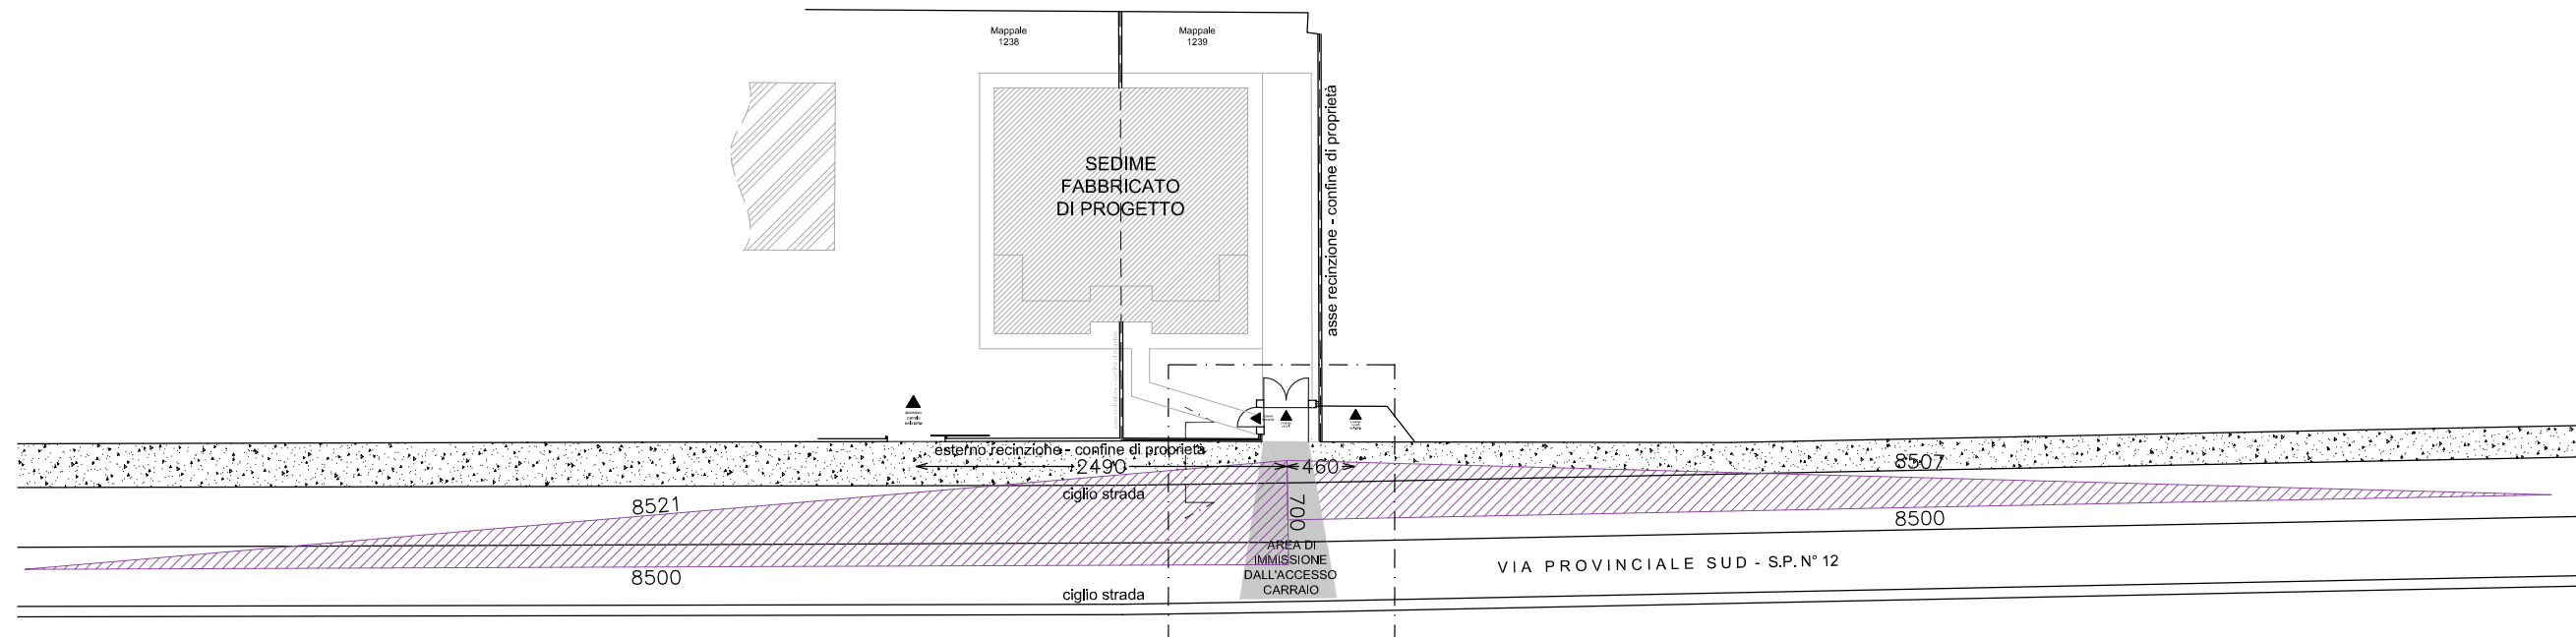 Mappale
1238
Mappale
1239
SEDIME
FABBRICATO
DI PROGETTO
asse recinzione - confine di proprietà
esterno recinzione - confine di proprietà
2490
460
8507
8521
ciglio strada
700
8500
8500
AREA DI
IMMISSIONE
DALL'ACCESSO
CARRAIO
VIA PROVINCIALE SUD - S.P. N° 12
ciglio strada